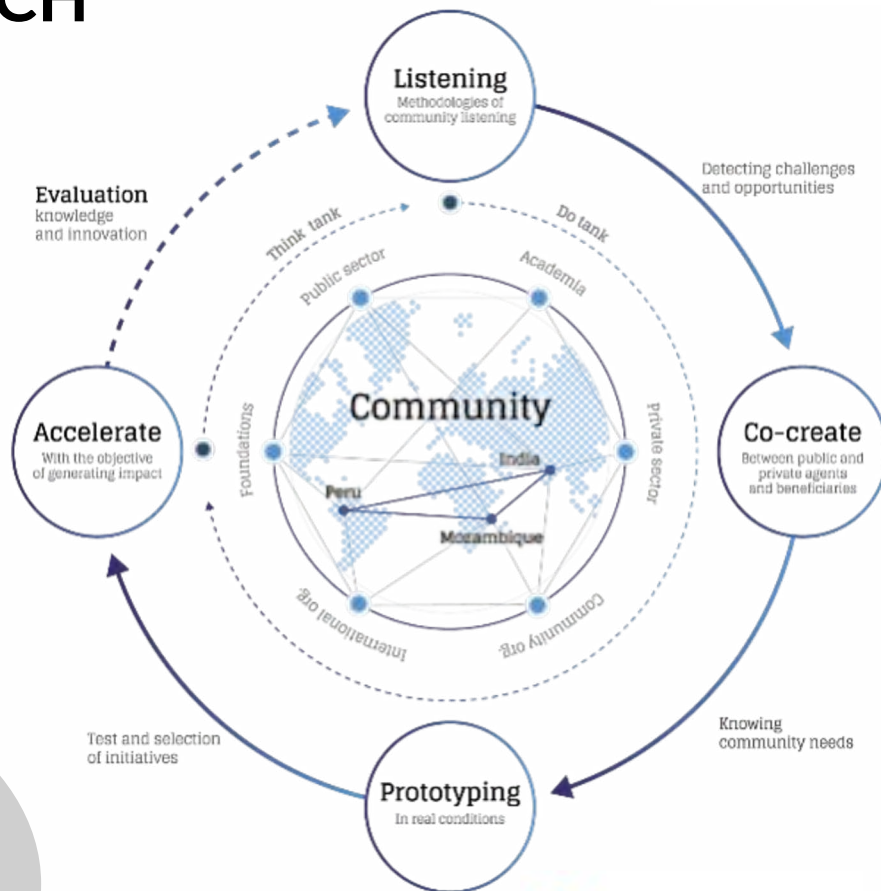 CH
Listening
Methodologies of
community listening
Detecting challenges
and opportunities
Evaluation
knowledge
and innovation
Think tank
Do tank
Public sector
Academia
Community
Accelerate
With the objective
of generating impact
Foundations
Private sector
Co-create
Between public and
private agents
and beneficiaries
India
Peru
Mozambique
International org.
Community org.
Test and selection
of initiatives
Knowing
community needs
Prototyping
In real conditions